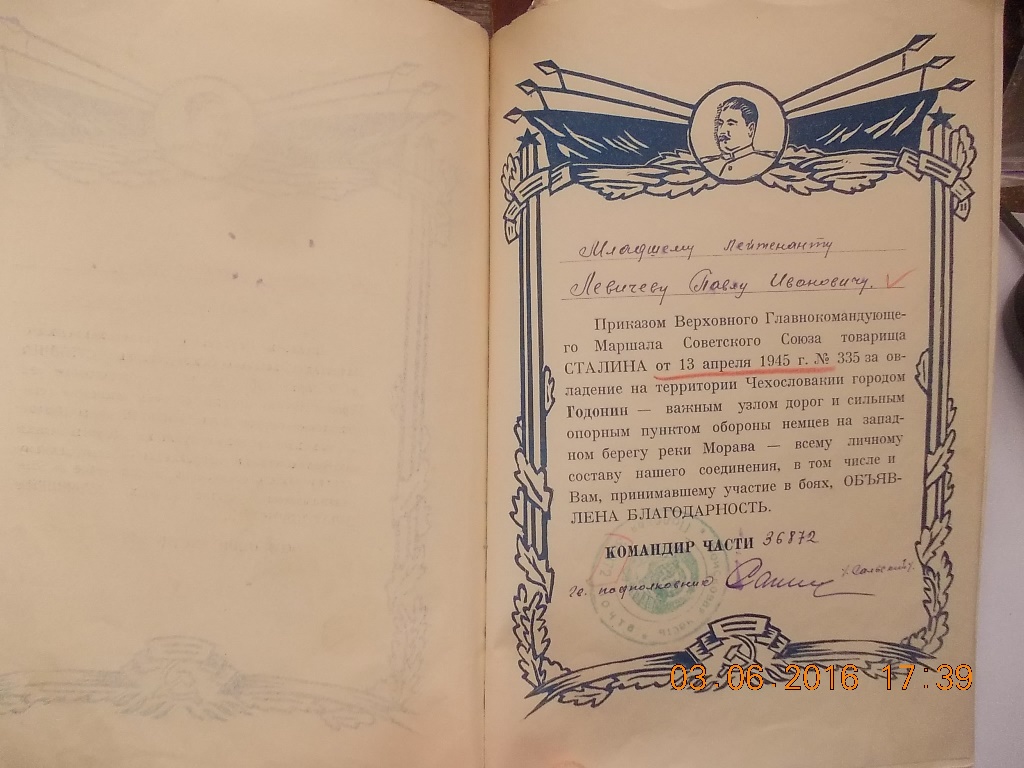 Младшему лейтенанту
Левичеву Павлу Ивановичу.
Приказом Верховного Главнокомандующе-
го Маршала Советского Союза товарища
СТАЛИНА от 13 апреля 1945 г. № 335 за ов-
ладение на территории Чехословакии городом
Годонин — важным узлом дорог и сильным
опорным пунктом обороны немцев на запад-
ном берегу реки Морава — всему личному
составу нашего соединения, в том числе и
Вам, принимавшему участие в боях, ОБЪЯВ-
ЛЕНА БЛАГОДАРНОСТЬ.
КОМАНДИР ЧАСТИ 36872
гв. подполковник
03-06-2016 17:39